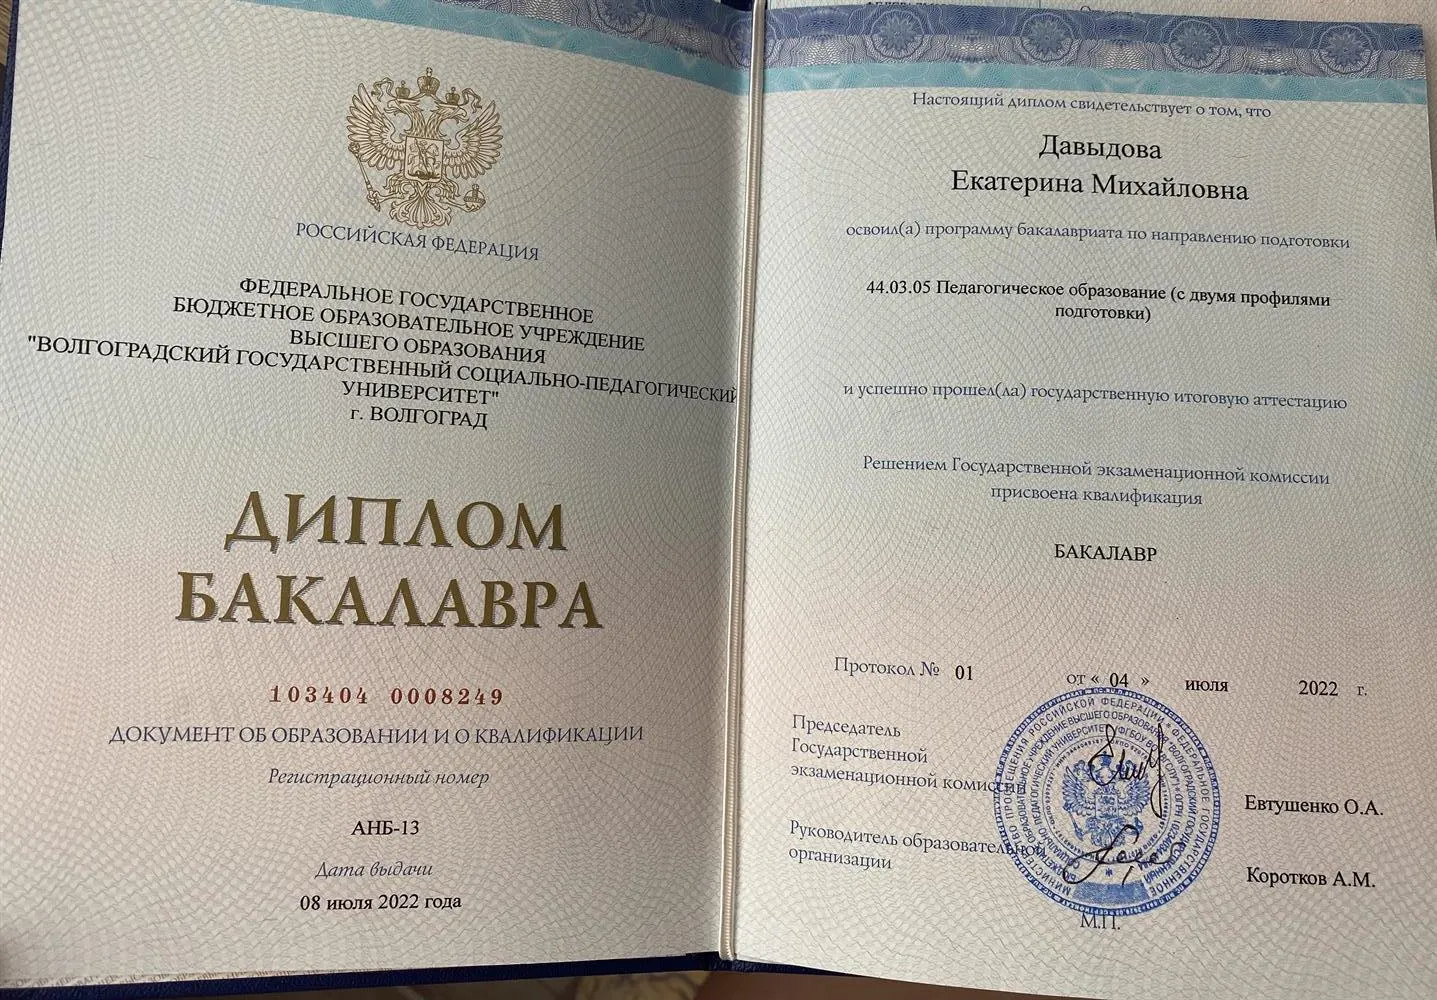 РОССИЙСКАЯ ФЕДЕРАЦИЯ
ФЕДЕРАЛЬНОЕ ГОСУДАРСТВЕННОЕ
БЮДЖЕТНОЕ ОБРАЗОВАТЕЛЬНОЕ УЧРЕЖДЕНИЕ
ВЫСШЕГО ОБРАЗОВАНИЯ
"ВОЛГОГРАДСКИЙ ГОСУДАРСТВЕННЫЙ СОЦИАЛЬНО-ПЕДАГОГИЧЕСКИЙ
УНИВЕРСИТЕТ"
г. ВОЛГОГРАД
ДИПЛОМ
БАКАЛАВРА
103404 0008249
ДОКУМЕНТ ОБ ОБРАЗОВАНИИ И О КВАЛИФИКАЦИИ
Регистрационный номер
АНБ-13
Дата выдачи
08 июля 2022 года
Настоящий диплом свидетельствует о том, что
Давыдова
Екатерина Михайловна
освоил(а) программу бакалавриата по направлению подготовки
44.03.05 Педагогическое образование (с двумя профилями
подготовки)
и успешно прошел(ла) государственную итоговую аттестацию
Решением Государственной экзаменационной комиссии
присвоена квалификация
БАКАЛАВР
Протокол № 01 от « 04 » июля 2022 г.
Председатель
Государственной
экзаменационной комиссии
Евтушенко О.А.
Руководитель образовательной
организации
Коротков А.М.
М.П.